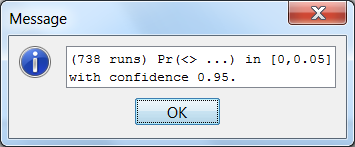 Message
(738 runs) Pr(<> ...) in [0,0.05]
with confidence 0.95.
OK